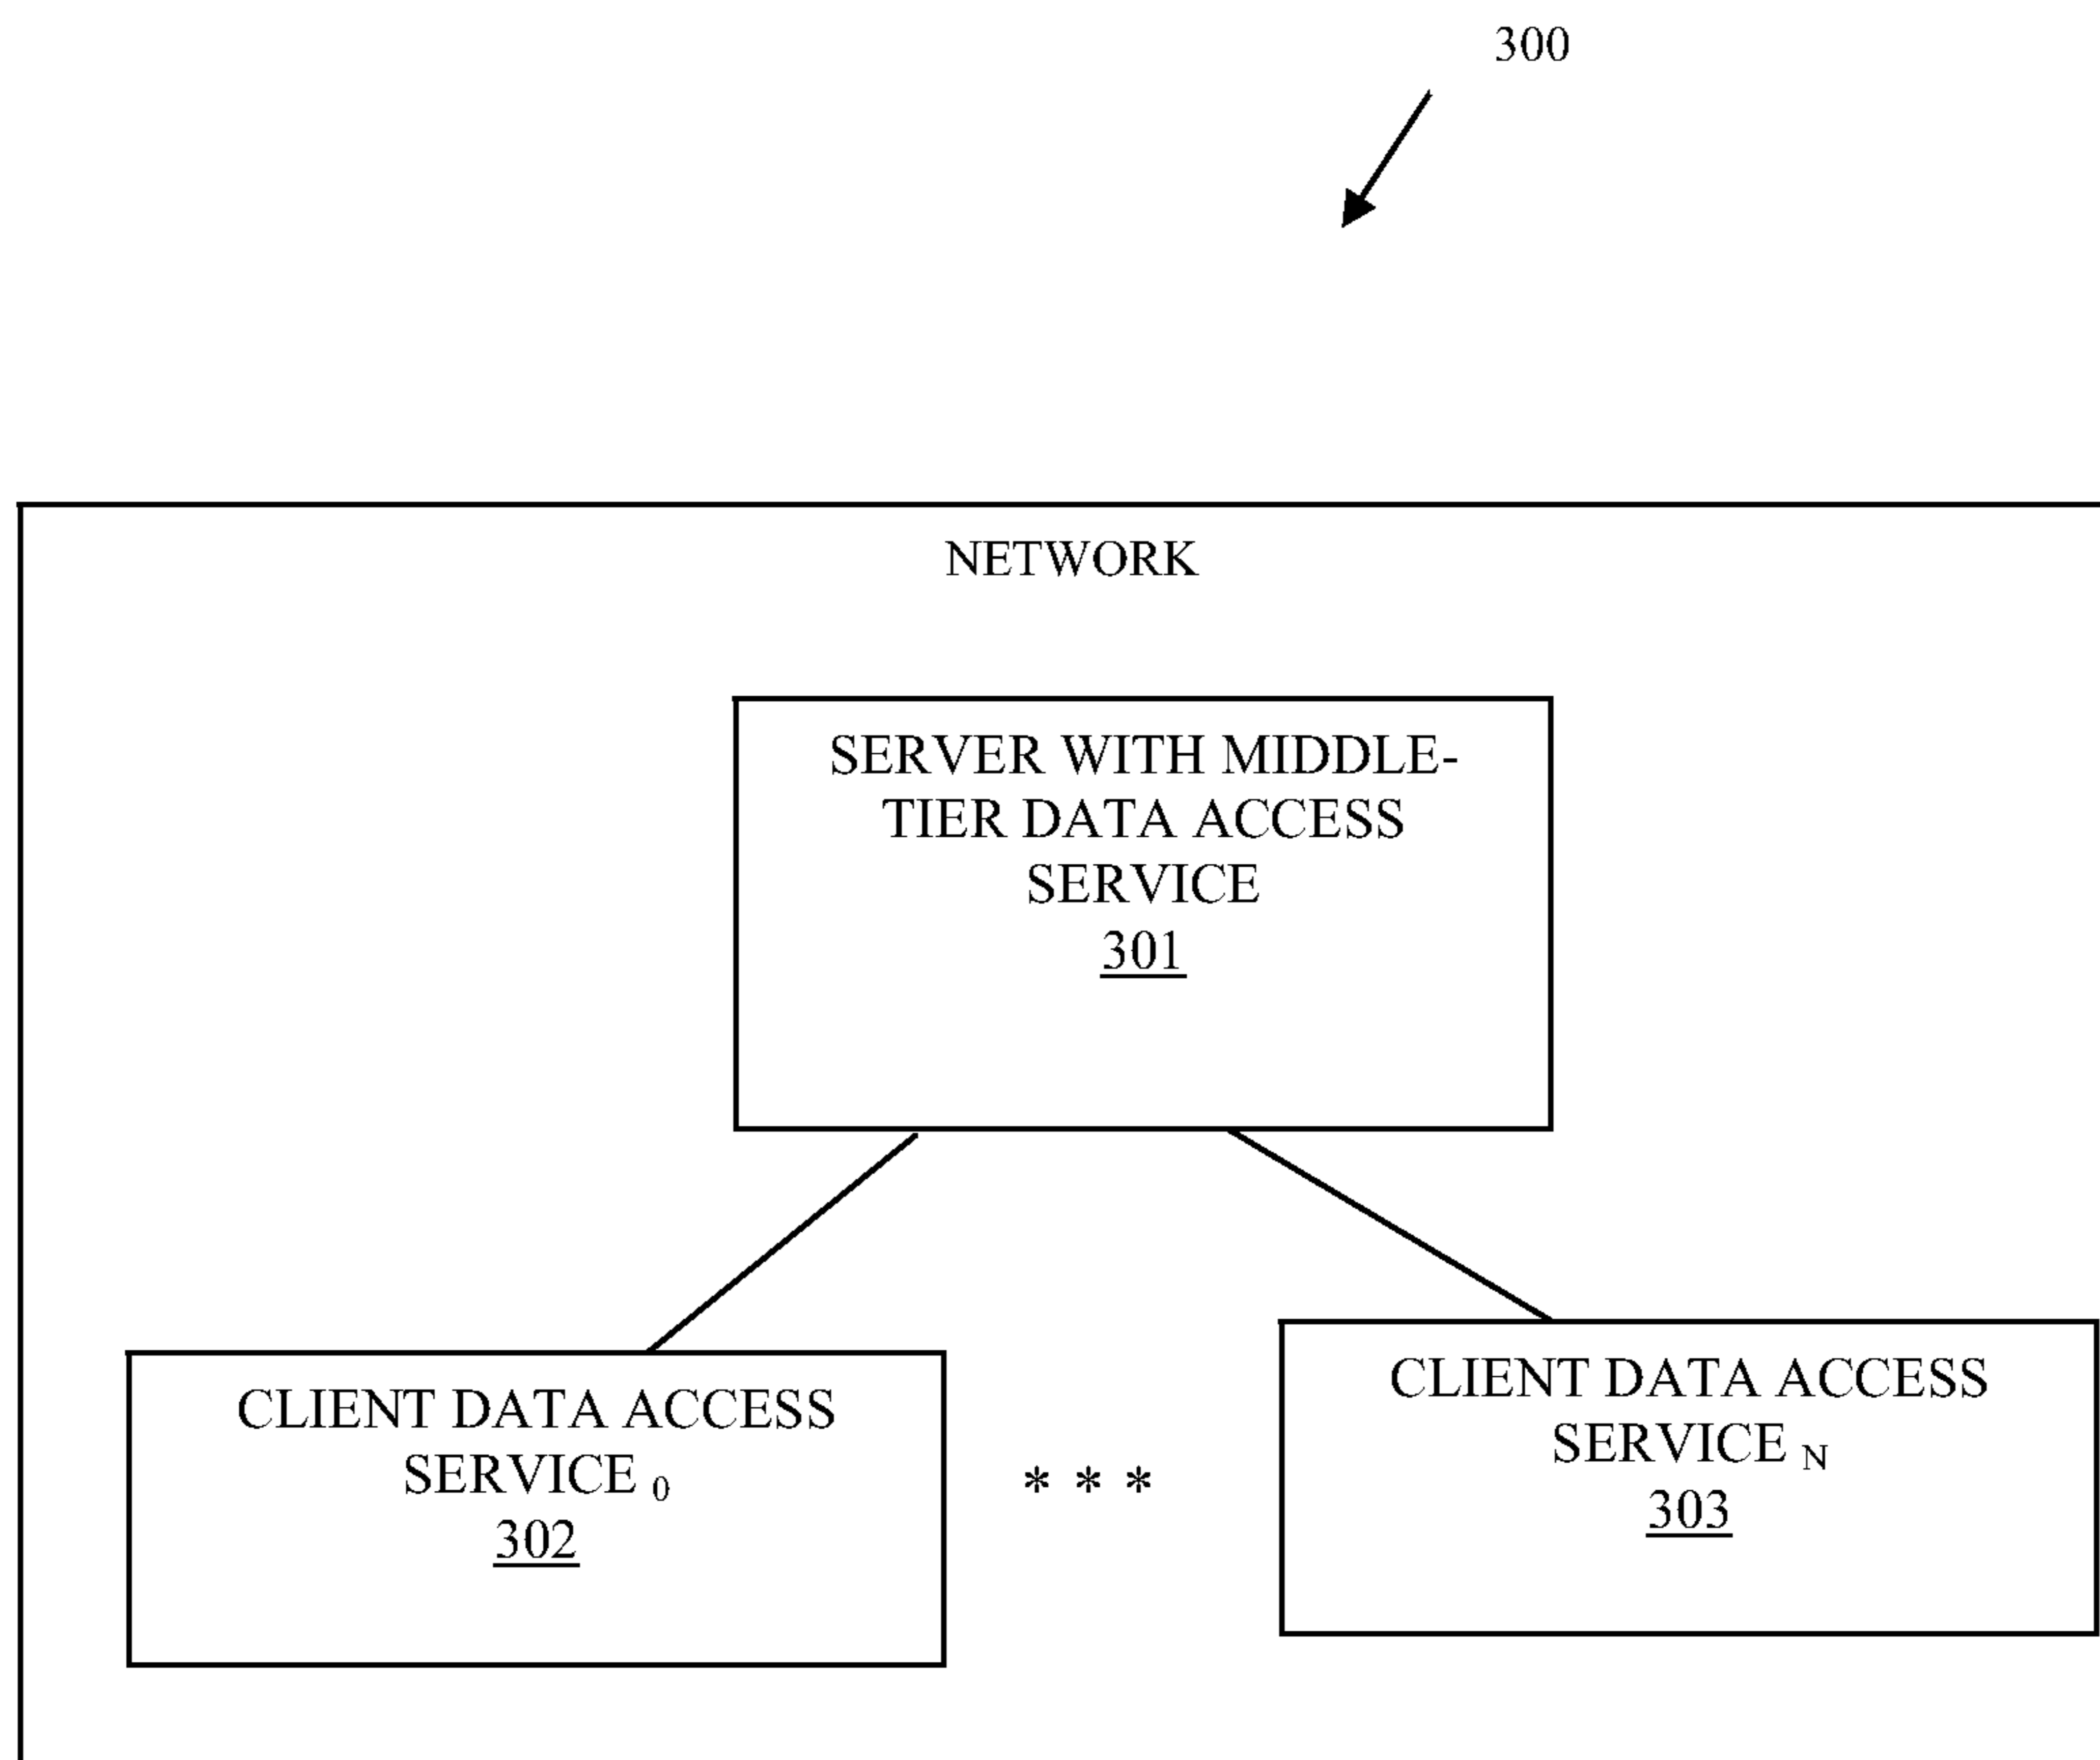 300
NETWORK
SERVER WITH MIDDLE-
TIER DATA ACCESS
SERVICE
301
CLIENT DATA ACCESS
SERVICE 0
302
* * *
CLIENT DATA ACCESS
SERVICE N
303